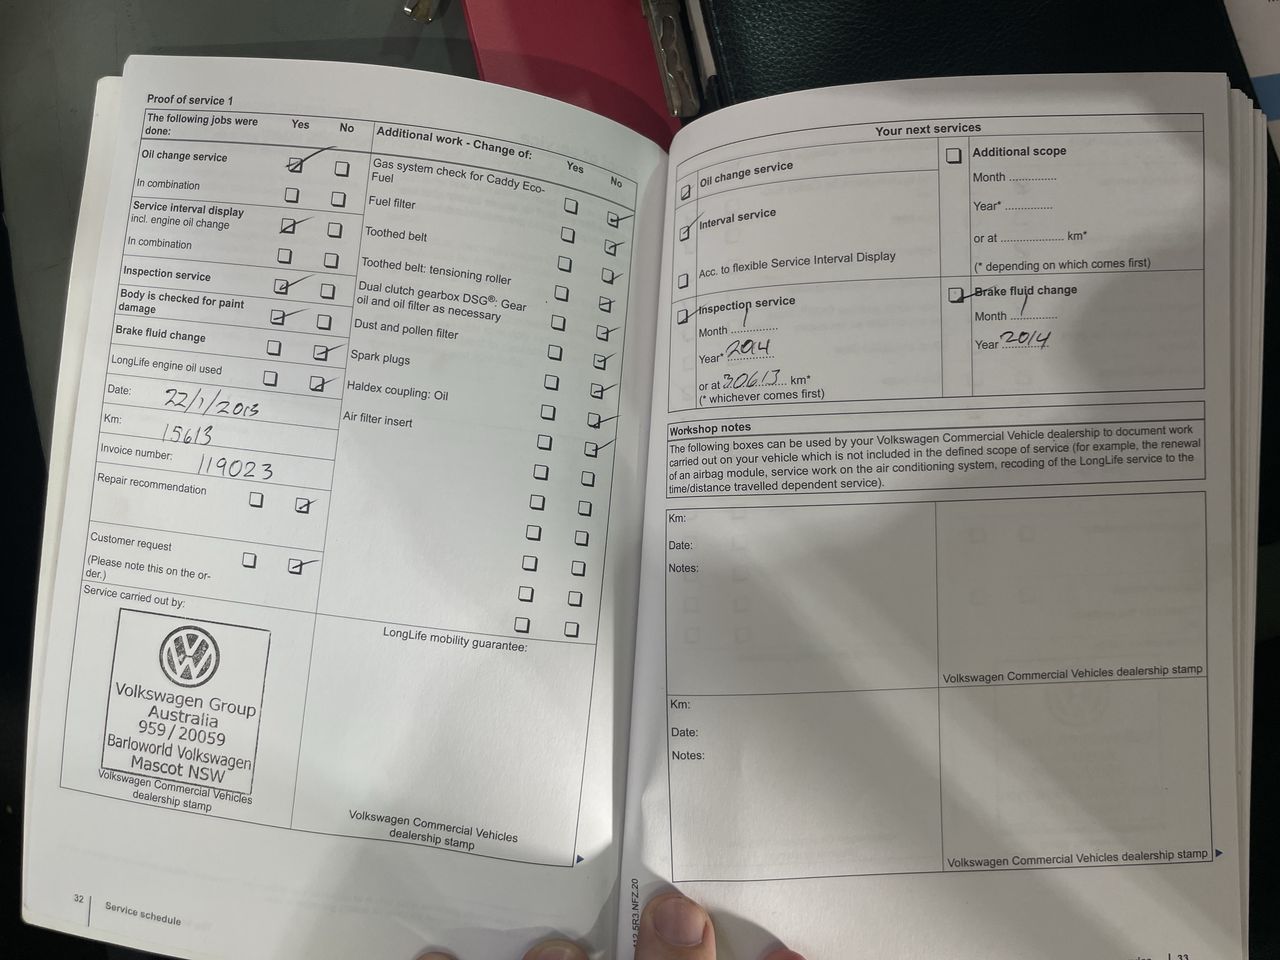 Proof of service 1
The following jobs were done:
Yes
No
Oil change service
In combination
Service interval display
incl. engine oil change
In combination
Inspection service
Body is checked for paint
damage
Brake fluid change
LongLife engine oil used
Date: 22/1/2013
Km: 15613
Invoice number: 119023
Repair recommendation
Customer request
(Please note this on the or-
der.)
Service carried out by:
Volkswagen Group
Australia
959/20059
Barloworld Volkswagen
Mascot NSW
Volkswagen Commercial Vehicles
dealership stamp
Additional work - Change of:
Yes
No
Gas system check for Caddy Eco-
Fuel
Fuel filter
Toothed belt
Toothed belt: tensioning roller
Dual clutch gearbox DSG®: Gear
oil and oil filter as necessary
Dust and pollen filter
Spark plugs
Haldex coupling: Oil
Air filter insert
LongLife mobility guarantee:
Volkswagen Commercial Vehicles
dealership stamp
32
Service schedule
Your next services
Oil change service
Interval service
Acc. to flexible Service Interval Display
Inspection service
Month 1
Year* 2014
or at 30613 km*
(* whichever comes first)
Additional scope
Month ..............
Year* ..............
or at .................... km*
(* depending on which comes first)
Brake fluid change
Month 1
Year 2014
Workshop notes
The following boxes can be used by your Volkswagen Commercial Vehicle dealership to document work
carried out on your vehicle which is not included in the defined scope of service (for example, the renewal
of an airbag module, service work on the air conditioning system, recoding of the LongLife service to the
time/distance travelled dependent service).
Km:
Date:
Notes:
Volkswagen Commercial Vehicles dealership stamp
Km:
Date:
Notes:
Volkswagen Commercial Vehicles dealership stamp
33